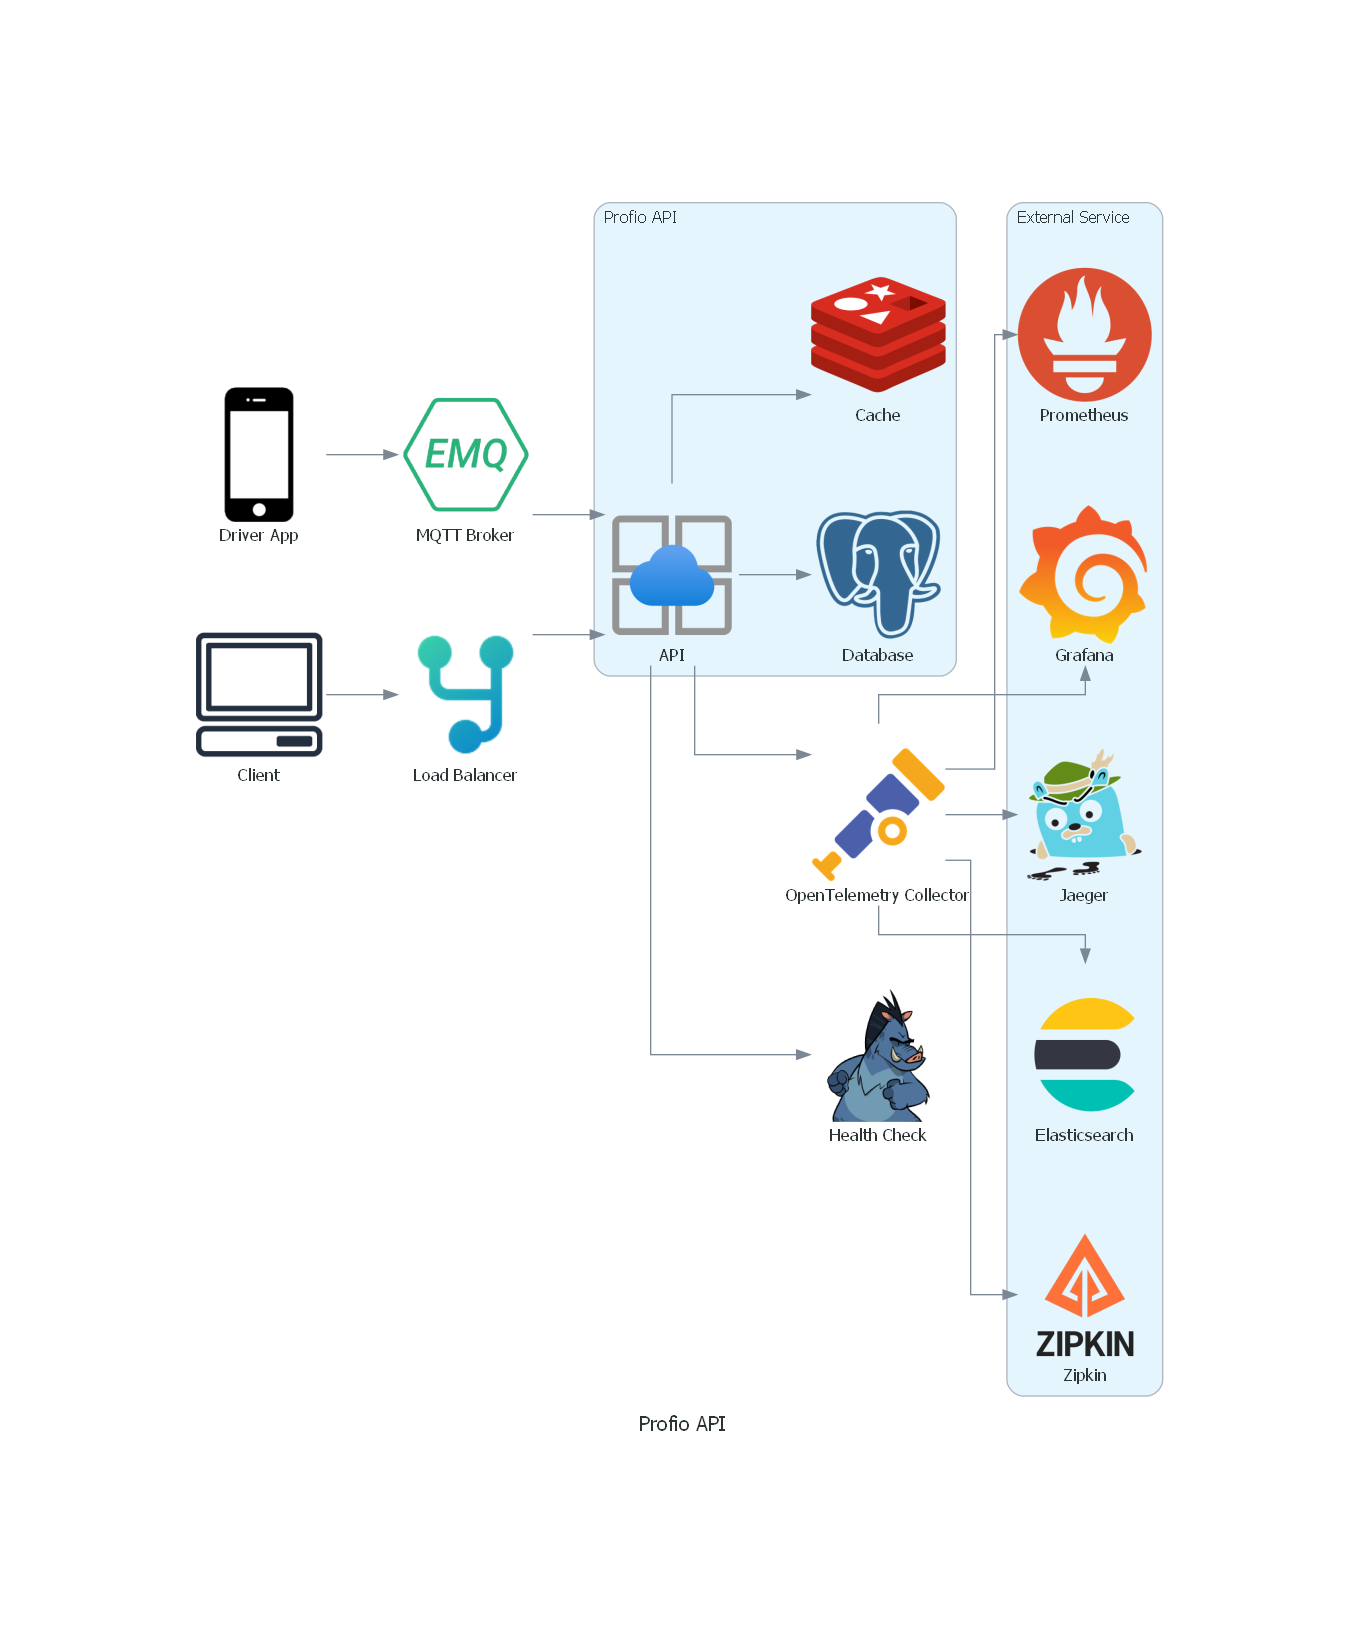 Profio API
External Service
Cache
Prometheus
EMQ
Driver App
MQTT Broker
API
Database
Grafana
Client
Load Balancer
OpenTelemetry Collector
Jaeger
Health Check
Elasticsearch
ZIPKIN
Zipkin
Profio API